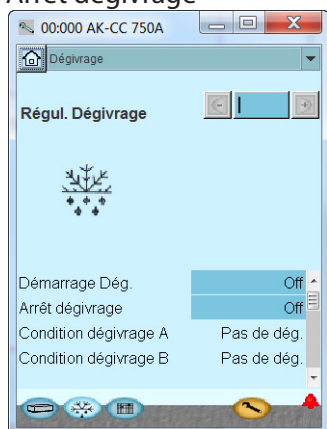 Arrêt dégivrage
00:000 AK-CC 750A
Dégivrage
Régul. Dégivrage
Démarrage Dég. Off
Arrêt dégivrage Off
Condition dégivrage A Pas de dég.
Condition dégivrage B Pas de dég.